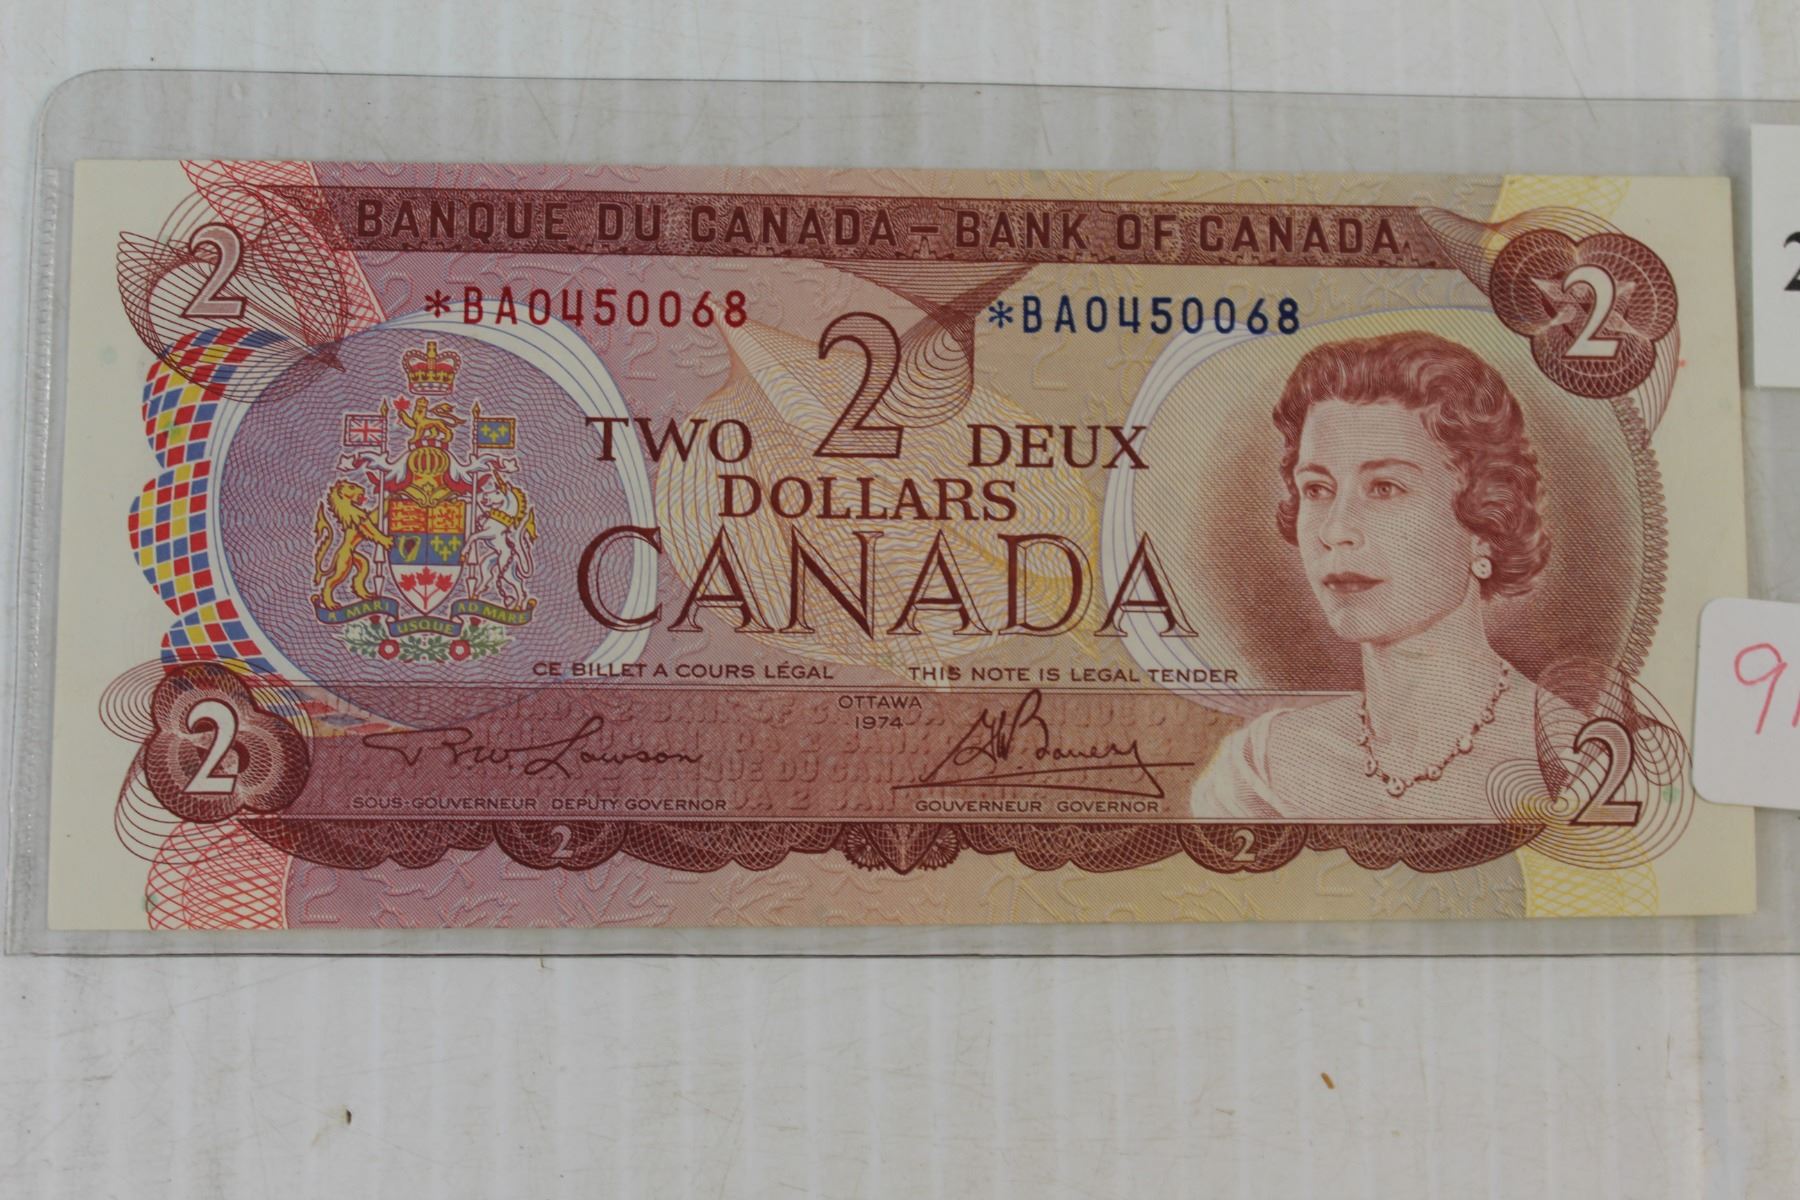 BANQUE DU CANADA – BANK OF CANADA
2 2
*BA0450068 *BA0450068
2
TWO DEUX
DOLLARS
CANADA
A MARI USQUE AD MARE
CE BILLET A COURS LÉGAL THIS NOTE IS LEGAL TENDER
OTTAWA
1974
2 2
R.W. Lawson G.K. Bouey
SOUS-GOUVERNEUR DEPUTY GOVERNOR GOUVERNEUR GOVERNOR
2 2